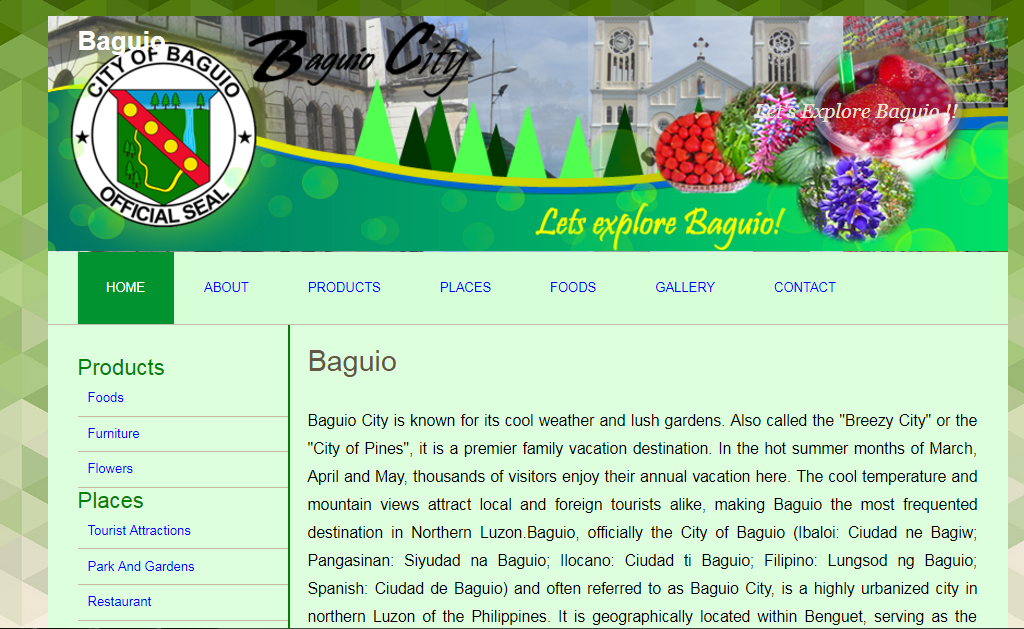 Baguio
Baguio City
CITY OF BAGUIO
OFFICIAL SEAL
Let's Explore Baguio !!
Lets explore Baguio!
HOME ABOUT PRODUCTS PLACES FOODS GALLERY CONTACT
Products
Foods
Furniture
Flowers
Places
Tourist Attractions
Park And Gardens
Restaurant
Baguio
Baguio City is known for its cool weather and lush gardens. Also called the "Breezy City" or the
"City of Pines", it is a premier family vacation destination. In the hot summer months of March,
April and May, thousands of visitors enjoy their annual vacation here. The cool temperature and
mountain views attract local and foreign tourists alike, making Baguio the most frequented
destination in Northern Luzon.Baguio, officially the City of Baguio (Ibaloi: Ciudad ne Bagiw;
Pangasinan: Siyudad na Baguio; Ilocano: Ciudad ti Baguio; Filipino: Lungsod ng Baguio;
Spanish: Ciudad de Baguio) and often referred to as Baguio City, is a highly urbanized city in
northern Luzon of the Philippines. It is geographically located within Benguet, serving as the